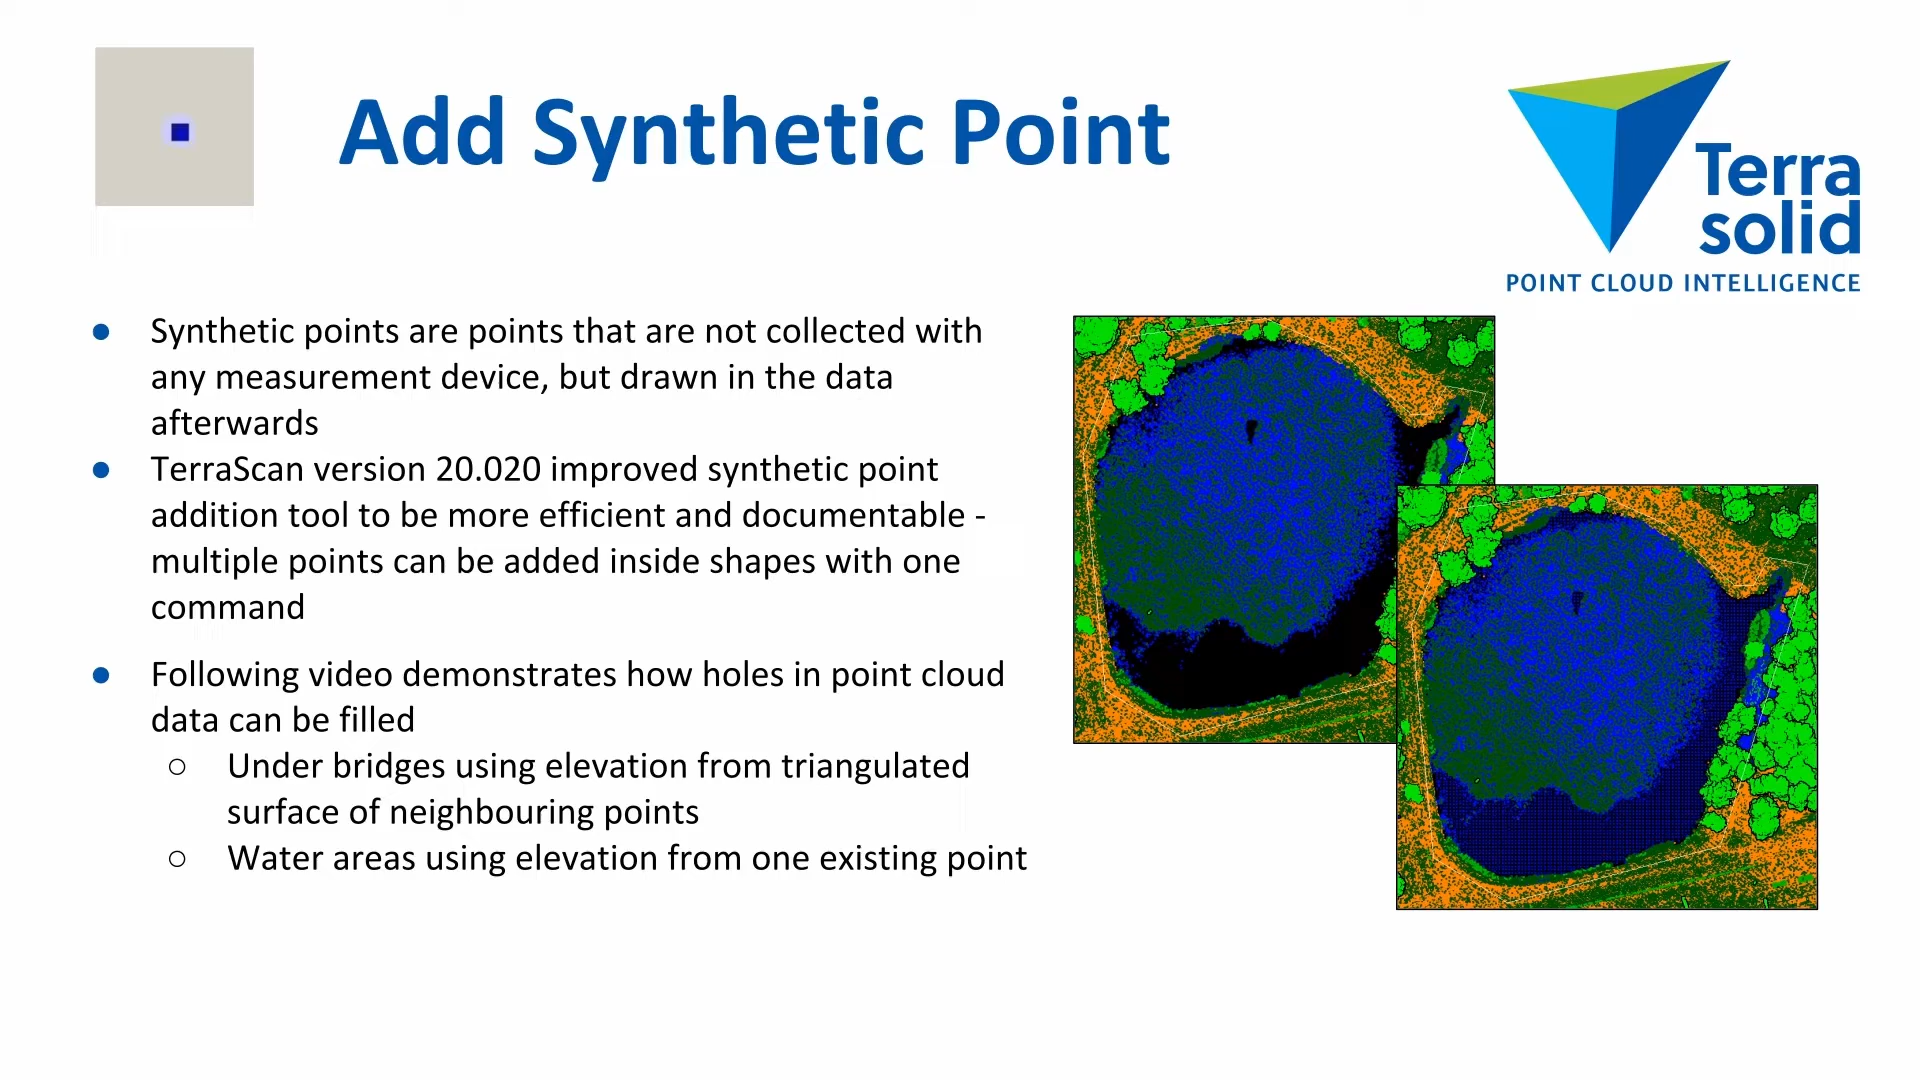 Add Synthetic Point
Terra
solid
POINT CLOUD INTELLIGENCE
● Synthetic points are points that are not collected with
any measurement device, but drawn in the data
afterwards
● TerraScan version 20.020 improved synthetic point
addition tool to be more efficient and documentable -
multiple points can be added inside shapes with one
command
● Following video demonstrates how holes in point cloud
data can be filled
○ Under bridges using elevation from triangulated
surface of neighbouring points
○ Water areas using elevation from one existing point